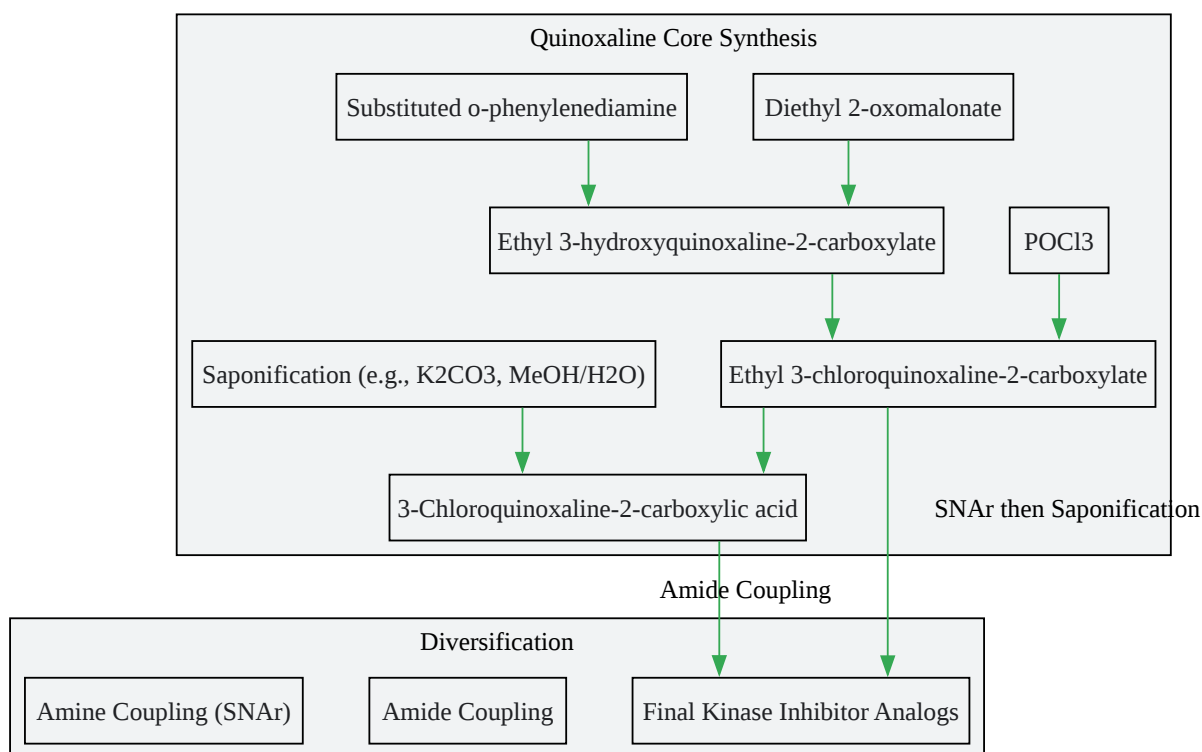 Quinoxaline Core Synthesis
Substituted o-phenylenediamine
Diethyl 2-oxomalonate
Ethyl 3-hydroxyquinoxaline-2-carboxylate
POCl3
Saponification (e.g., K2CO3, MeOH/H2O)
Ethyl 3-chloroquinoxaline-2-carboxylate
3-Chloroquinoxaline-2-carboxylic acid
SNAr then Saponification
Amide Coupling
Diversification
Amine Coupling (SNAr)
Amide Coupling
Final Kinase Inhibitor Analogs